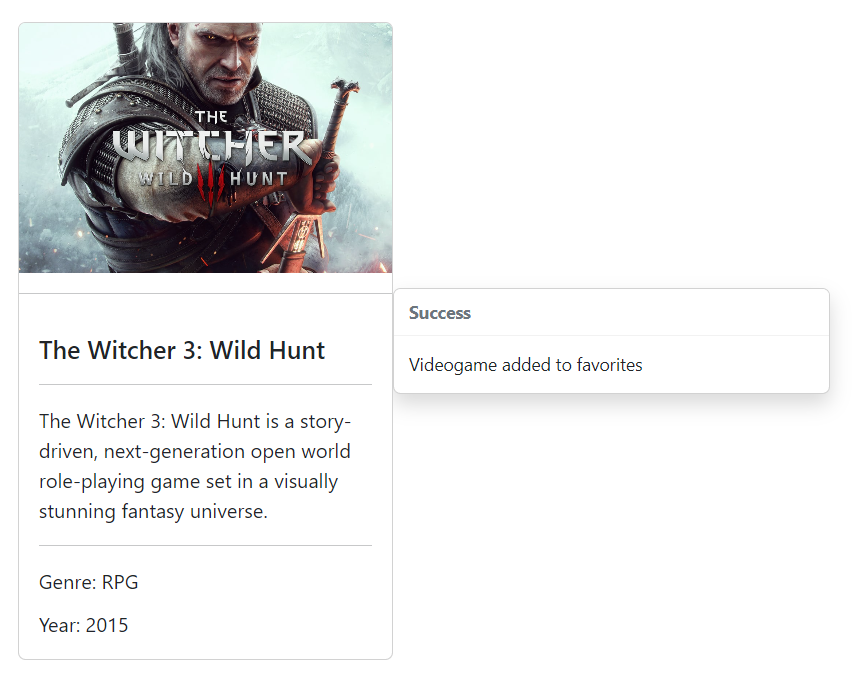 THE
WITCHER
WILD HUNT
The Witcher 3: Wild Hunt
The Witcher 3: Wild Hunt is a story-
driven, next-generation open world
role-playing game set in a visually
stunning fantasy universe.
Genre: RPG
Year: 2015
Success
Videogame added to favorites